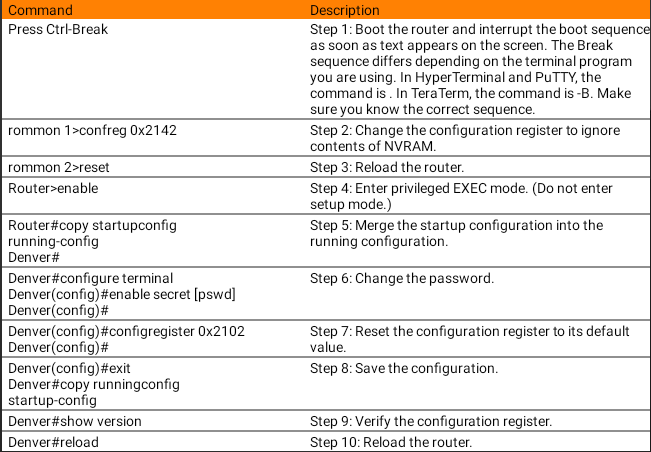 Command Description
Press Ctrl-Break Step 1: Boot the router and interrupt the boot sequence
as soon as text appears on the screen. The Break
sequence differs depending on the terminal program
you are using. In HyperTerminal and PuTTY, the
command is . In TeraTerm, the command is -B. Make
sure you know the correct sequence.
rommon 1>confreg 0x2142 Step 2: Change the configuration register to ignore
contents of NVRAM.
rommon 2>reset Step 3: Reload the router.
Router>enable Step 4: Enter privileged EXEC mode. (Do not enter
setup mode.)
Router#copy startupconfig Step 5: Merge the startup configuration into the
running-config running configuration.
Denver#
Denver#configure terminal Step 6: Change the password.
Denver(config)#enable secret [pswd]
Denver(config)#
Denver(config)#configregister 0x2102 Step 7: Reset the configuration register to its default
Denver(config)# value.
Denver(config)#exit Step 8: Save the configuration.
Denver#copy runningconfig
startup-config
Denver#show version Step 9: Verify the configuration register.
Denver#reload Step 10: Reload the router.